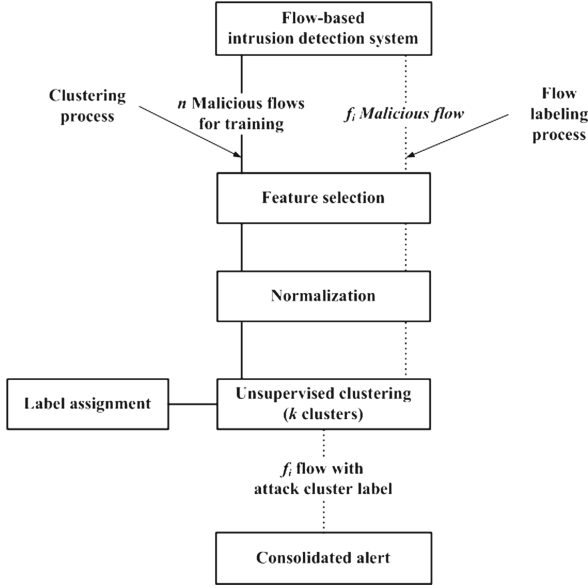 Flow-based
intrusion detection system
Clustering
process
n Malicious flows
for training
fi Malicious flow
Flow
labeling
process
Feature selection
Normalization
Label assignment
Unsupervised clustering
(k clusters)
fi flow with
attack cluster label
Consolidated alert